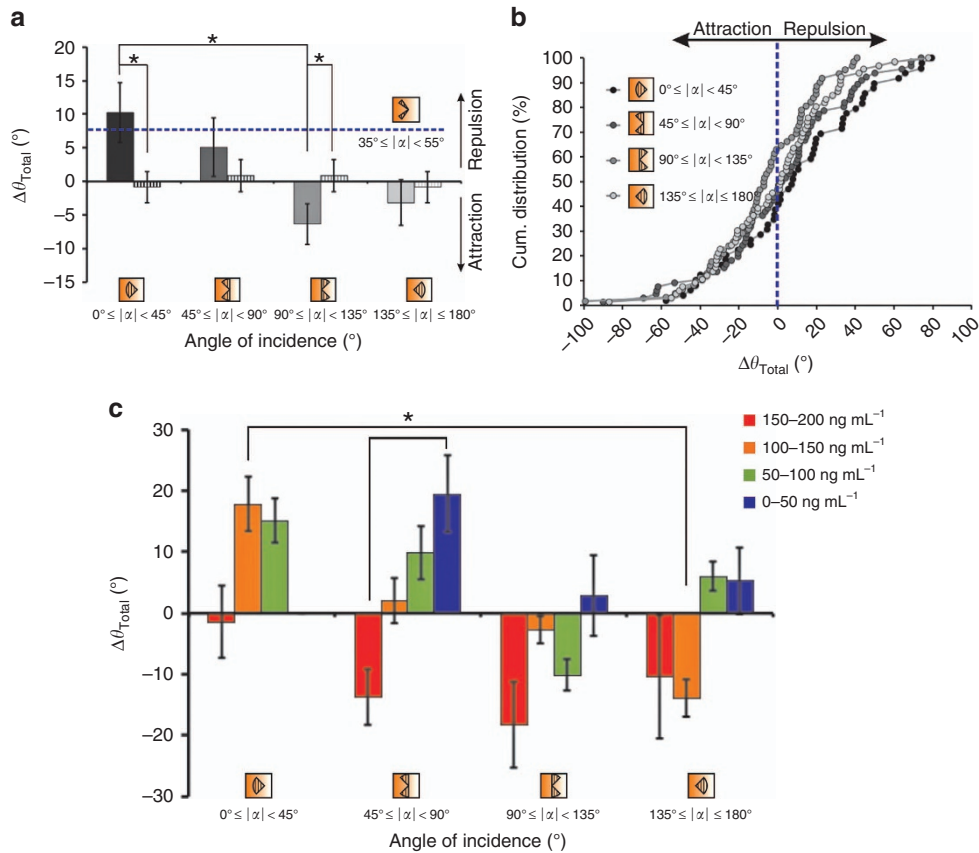 a
20
15
10
5
0
−5
−10
−15
ΔθTotal (°)
*
*
*
35°≤ |α| < 55°
Repulsion
Attraction
0°≤ |α| < 45°
45°≤ |α| < 90°
90°≤ |α| < 135°
135°≤ |α| ≤ 180°
Angle of incidence (°)
b
Attraction
Repulsion
100
90
80
70
60
50
40
30
20
10
0
Cum. distribution (%)
0°≤ |α| < 45°
45°≤ |α| < 90°
90°≤ |α| < 135°
135°≤ |α| ≤ 180°
−100
−80
−60
−40
−20
0
20
40
60
80
100
ΔθTotal (°)
c
30
20
10
0
−10
−20
−30
ΔθTotal (°)
*
150–200 ng mL⁻¹
100–150 ng mL⁻¹
50–100 ng mL⁻¹
0–50 ng mL⁻¹
0°≤ |α| < 45°
45°≤ |α| < 90°
90°≤ |α| < 135°
135°≤ |α| ≤ 180°
Angle of incidence (°)